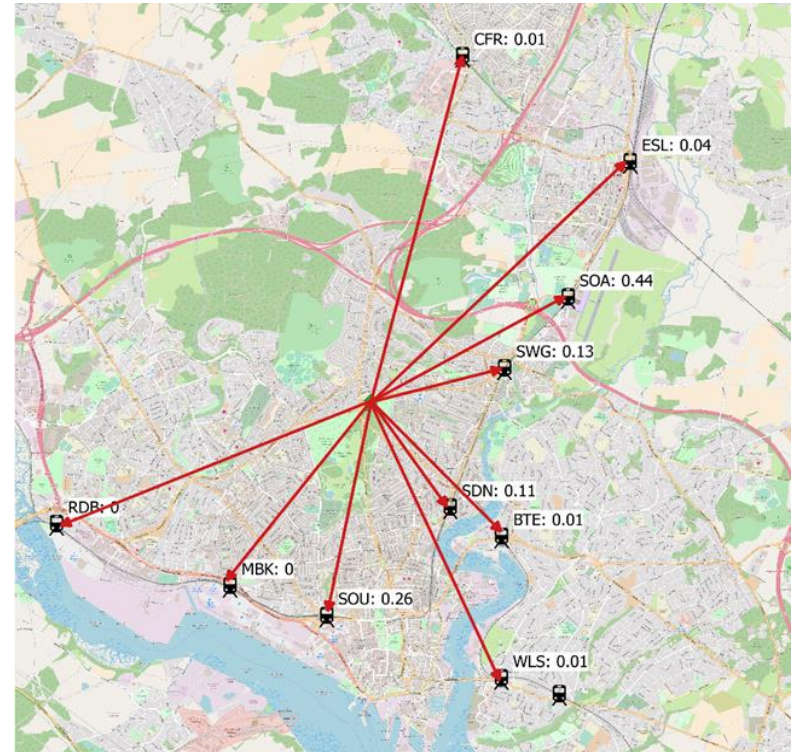 CFR: 0.01
ESL: 0.04
SOA: 0.44
SWG: 0.13
SDN: 0.11
RDB: 0
BTE: 0.01
MBK: 0
SOU: 0.26
WLS: 0.01